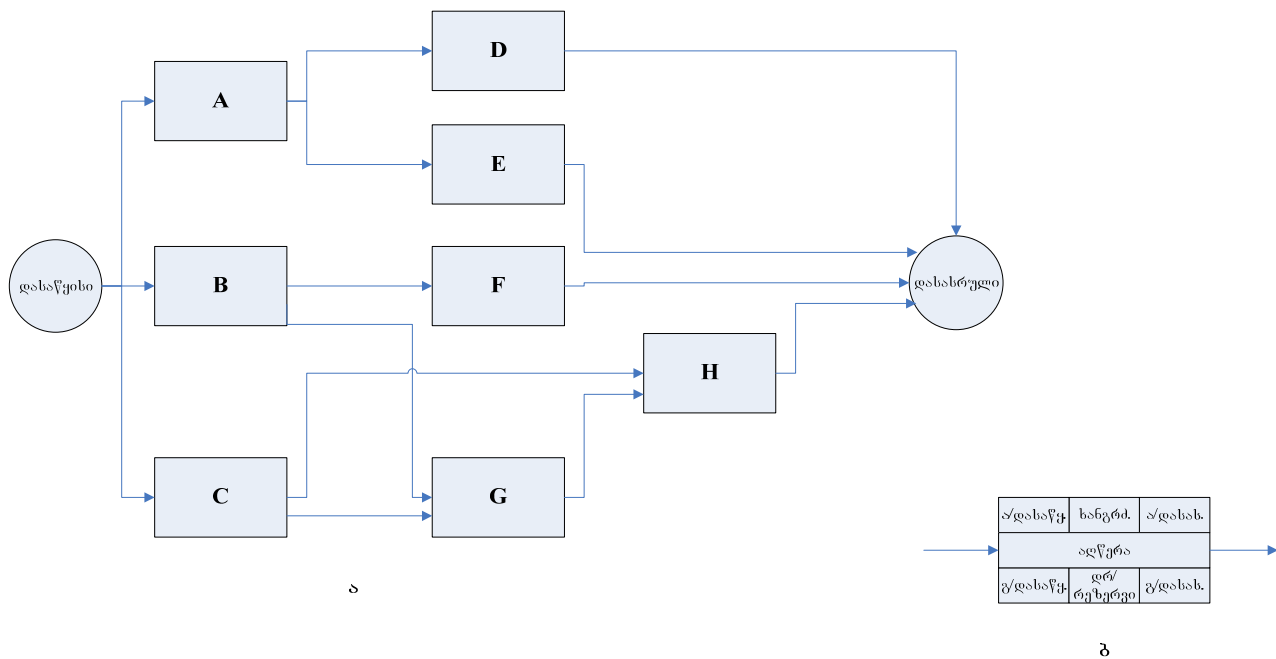 D
A
E
B
F
დასაწყისი
დასასრული
H
C
G
ა/დასაწყ. ხანგრძ. ა/დასას.
აღწერა
გ/დასაწყ. დრ/
რეზერვი გ/დასას.
ა
ბ